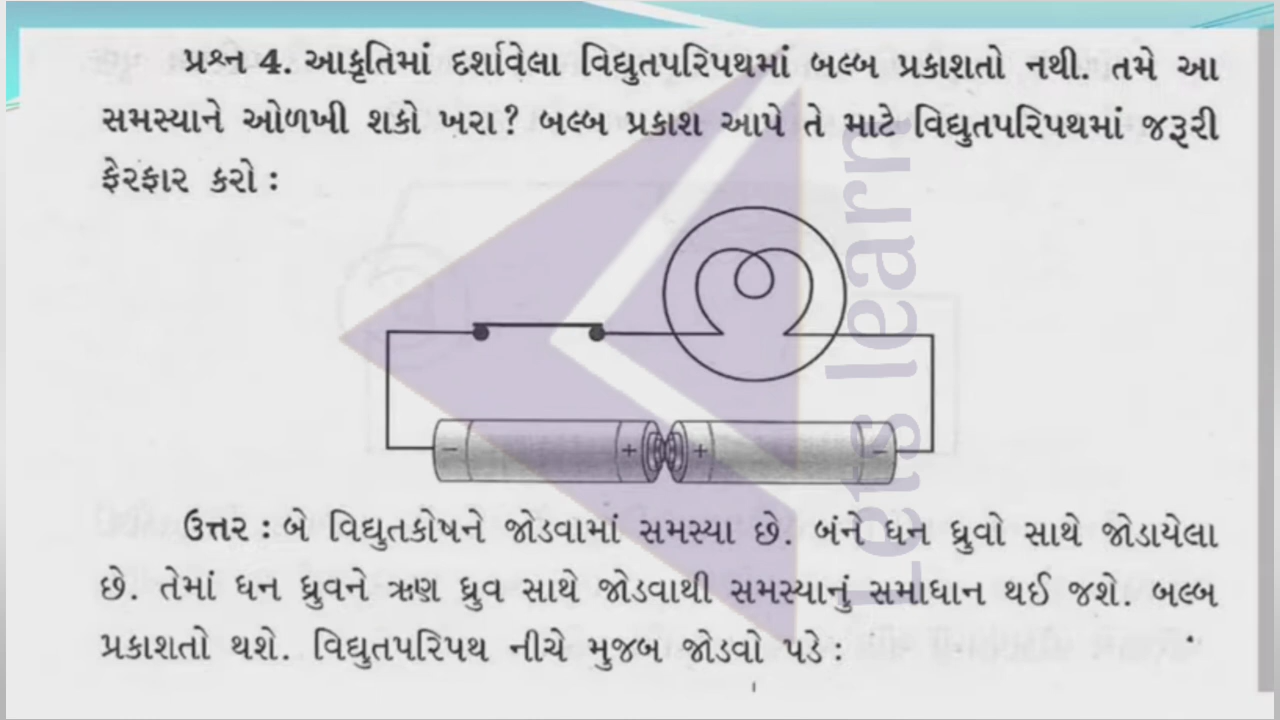 પ્રશ્ન 4. આકૃતિમાં દર્શાવેલા વિદ્યુતપરિપથમાં બલ્બ પ્રકાશતો નથી. તમે આ
સમસ્યાને ઓળખી શકો ખરા? બલ્બ પ્રકાશ આપે તે માટે વિદ્યુતપરિપથમાં જરૂરી
ફેરફાર કરો :
− + + −
ઉત્તર : બે વિદ્યુતકોષને જોડવામાં સમસ્યા છે. બંને ધન ધ્રુવો સાથે જોડાયેલા
છે. તેમાં ધન ધ્રુવને ઋણ ધ્રુવ સાથે જોડવાથી સમસ્યાનું સમાધાન થઈ જશે. બલ્બ
પ્રકાશતો થશે. વિદ્યુતપરિપથ નીચે મુજબ જોડવો પડે :
Lets learn